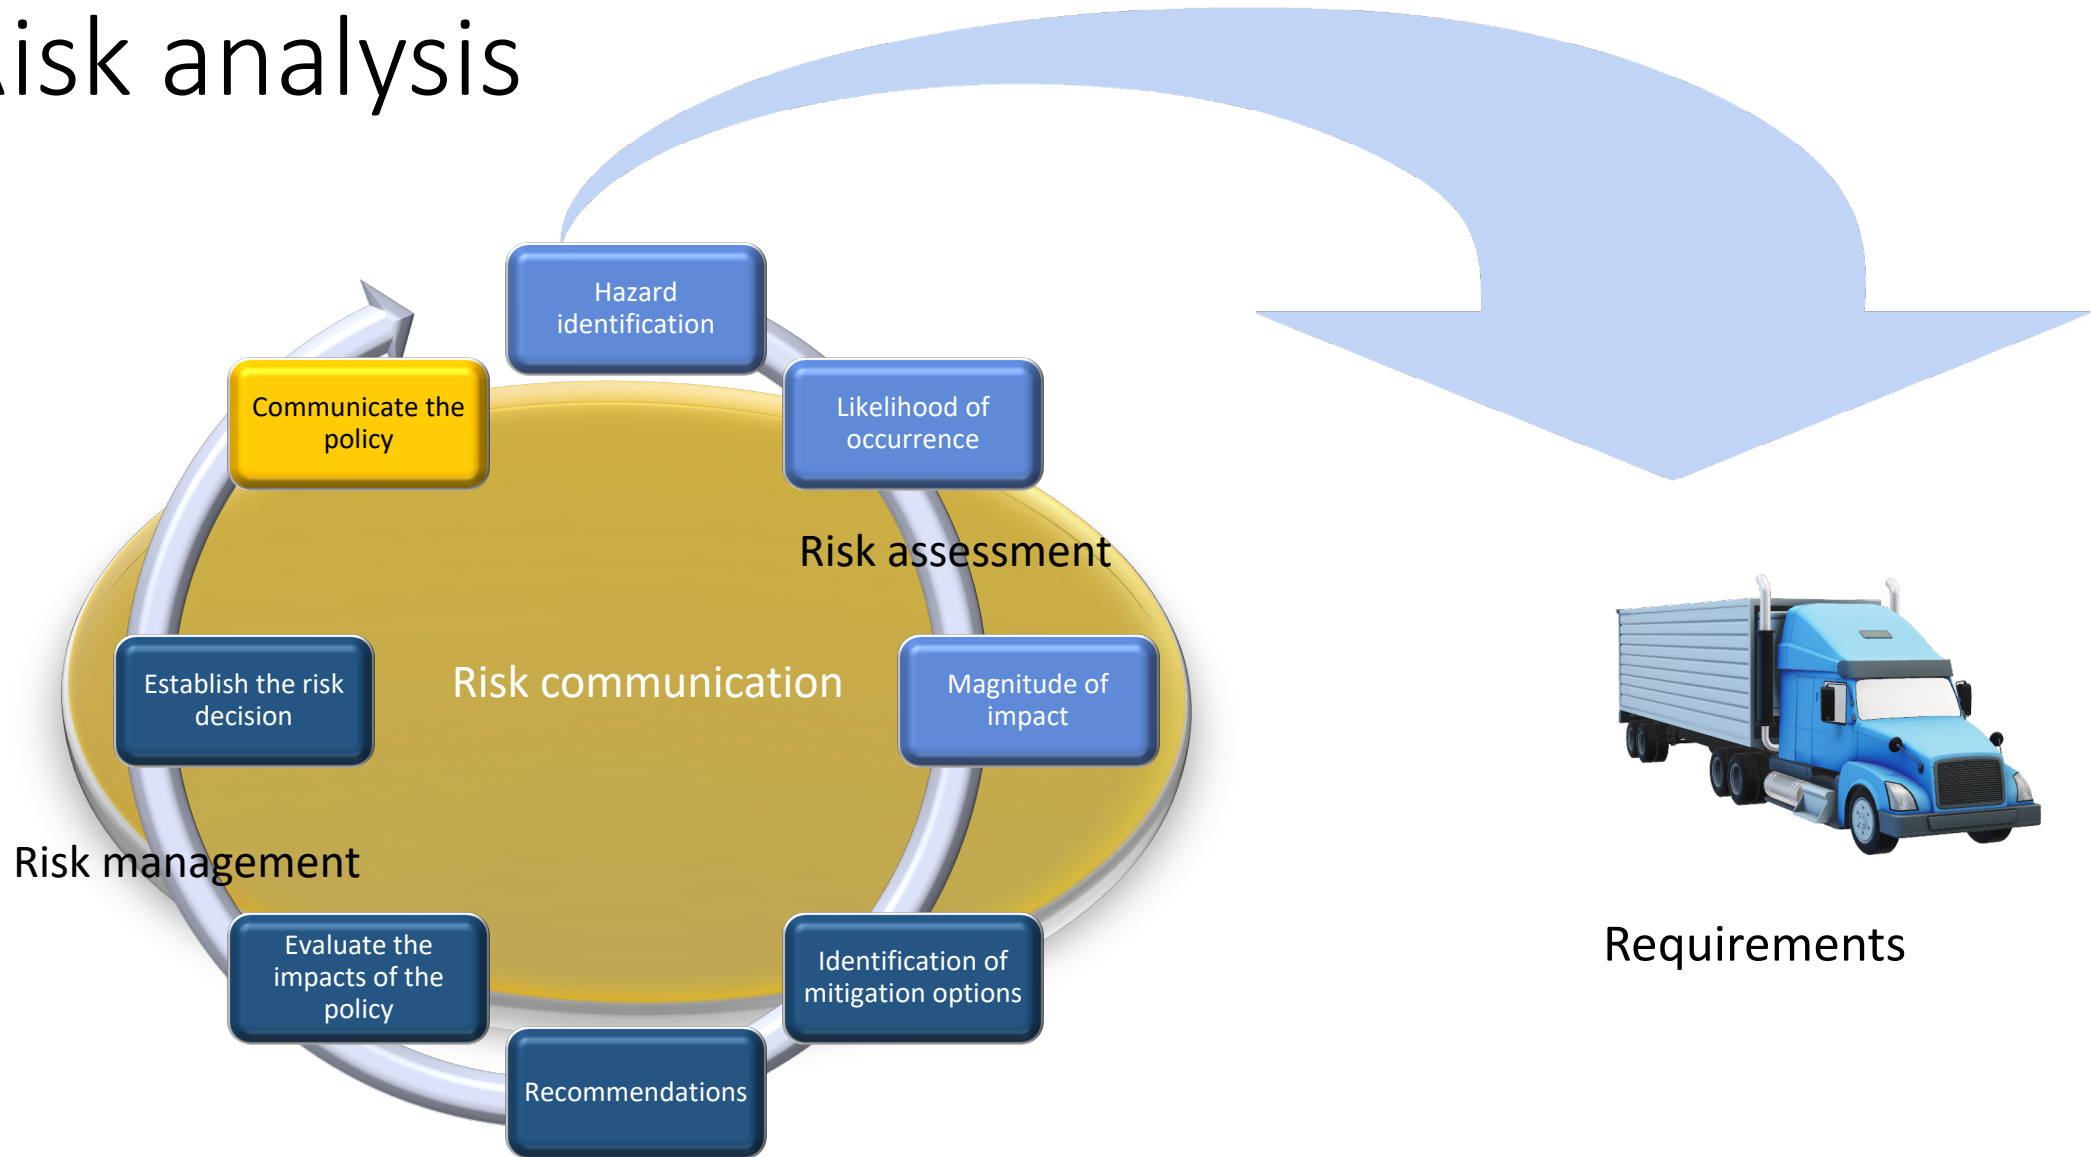 Risk analysis
Hazard
identification
Communicate the
policy
Likelihood of
occurrence
Risk assessment
Establish the risk
decision
Risk communication
Magnitude of
impact
Risk management
Evaluate the
impacts of the
policy
Identification of
mitigation options
Recommendations
Requirements